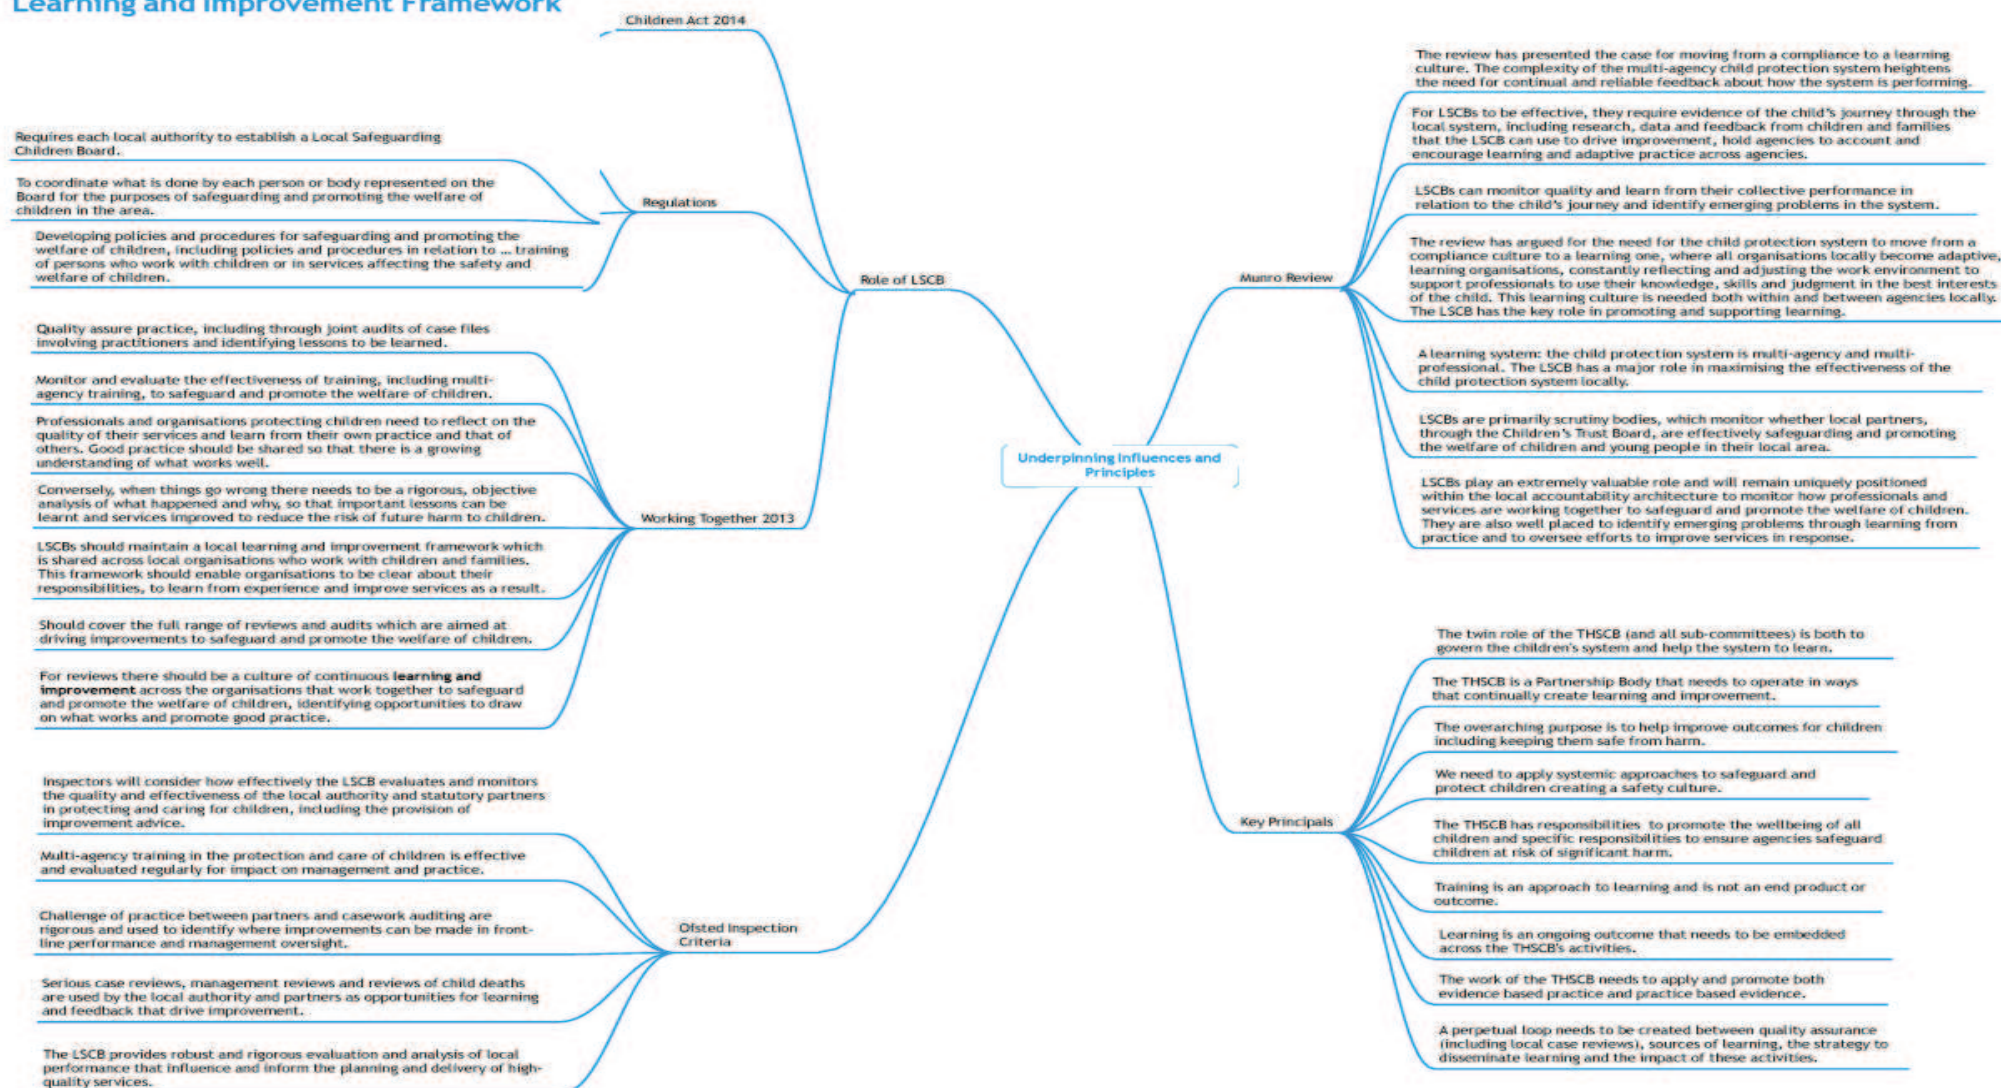 Learning and Improvement Framework
Children Act 2014
Requires each local authority to establish a Local Safeguarding
Children Board.
To coordinate what is done by each person or body represented on the
Board for the purposes of safeguarding and promoting the welfare of
children in the area.
Developing policies and procedures for safeguarding and promoting the
welfare of children, including policies and procedures in relation to ... training
of persons who work with children or in services affecting the safety and
welfare of children.
Regulations
Role of LSCB
Quality assure practice, including through joint audits of case files
involving practitioners and identifying lessons to be learned.
Monitor and evaluate the effectiveness of training, including multi-
agency training, to safeguard and promote the welfare of children.
Professionals and organisations protecting children need to reflect on the
quality of their services and learn from their own practice and that of
others. Good practice should be shared so that there is a growing
understanding of what works well.
Conversely, when things go wrong there needs to be a rigorous, objective
analysis of what happened and why, so that important lessons can be
learnt and services improved to reduce the risk of future harm to children.
LSCBs should maintain a local learning and improvement framework which
is shared across local organisations who work with children and families.
This framework should enable organisations to be clear about their
responsibilities, to learn from experience and improve services as a result.
Should cover the full range of reviews and audits which are aimed at
driving improvements to safeguard and promote the welfare of children.
For reviews there should be a culture of continuous learning and
improvement across the organisations that work together to safeguard
and promote the welfare of children, identifying opportunities to draw
on what works and promote good practice.
Working Together 2013
Inspectors will consider how effectively the LSCB evaluates and monitors
the quality and effectiveness of the local authority and statutory partners
in protecting and caring for children, including the provision of
improvement advice.
Multi-agency training in the protection and care of children is effective
and evaluated regularly for impact on management and practice.
Challenge of practice between partners and casework auditing are
rigorous and used to identify where improvements can be made in front-
line performance and management oversight.
Serious case reviews, management reviews and reviews of child deaths
are used by the local authority and partners as opportunities for learning
and feedback that drive improvement.
The LSCB provides robust and rigorous evaluation and analysis of local
performance that influence and inform the planning and delivery of high-
quality services.
Ofsted Inspection
Criteria
Underpinning Influences and
Principles
Munro Review
The review has presented the case for moving from a compliance to a learning
culture. The complexity of the multi-agency child protection system heightens
the need for continual and reliable feedback about how the system is performing.
For LSCBs to be effective, they require evidence of the child's journey through the
local system, including research, data and feedback from children and families
that the LSCB can use to drive improvement, hold agencies to account and
encourage learning and adaptive practice across agencies.
LSCBs can monitor quality and learn from their collective performance in
relation to the child's journey and identify emerging problems in the system.
The review has argued for the need for the child protection system to move from a
compliance culture to a learning one, where all organisations locally become adaptive,
learning organisations, constantly reflecting and adjusting the work environment to
support professionals to use their knowledge, skills and judgment in the best interests
of the child. This learning culture is needed both within and between agencies locally.
The LSCB has the key role in promoting and supporting learning.
A learning system: the child protection system is multi-agency and multi-
professional. The LSCB has a major role in maximising the effectiveness of the
child protection system locally.
LSCBs are primarily scrutiny bodies, which monitor whether local partners,
through the Children's Trust Board, are effectively safeguarding and promoting
the welfare of children and young people in their local area.
LSCBs play an extremely valuable role and will remain uniquely positioned
within the local accountability architecture to monitor how professionals and
services are working together to safeguard and promote the welfare of children.
They are also well placed to identify emerging problems through learning from
practice and to oversee efforts to improve services in response.
Key Principals
The twin role of the THSCB (and all sub-committees) is both to
govern the children's system and help the system to learn.
The THSCB is a Partnership Body that needs to operate in ways
that continually create learning and improvement.
The overarching purpose is to help improve outcomes for children
including keeping them safe from harm.
We need to apply systemic approaches to safeguard and
protect children creating a safety culture.
The THSCB has responsibilities to promote the wellbeing of all
children and specific responsibilities to ensure agencies safeguard
children at risk of significant harm.
Training is an approach to learning and is not an end product or
outcome.
Learning is an ongoing outcome that needs to be embedded
across the THSCB's activities.
The work of the THSCB needs to apply and promote both
evidence based practice and practice based evidence.
A perpetual loop needs to be created between quality assurance
(including local case reviews), sources of learning, the strategy to
disseminate learning and the impact of these activities.